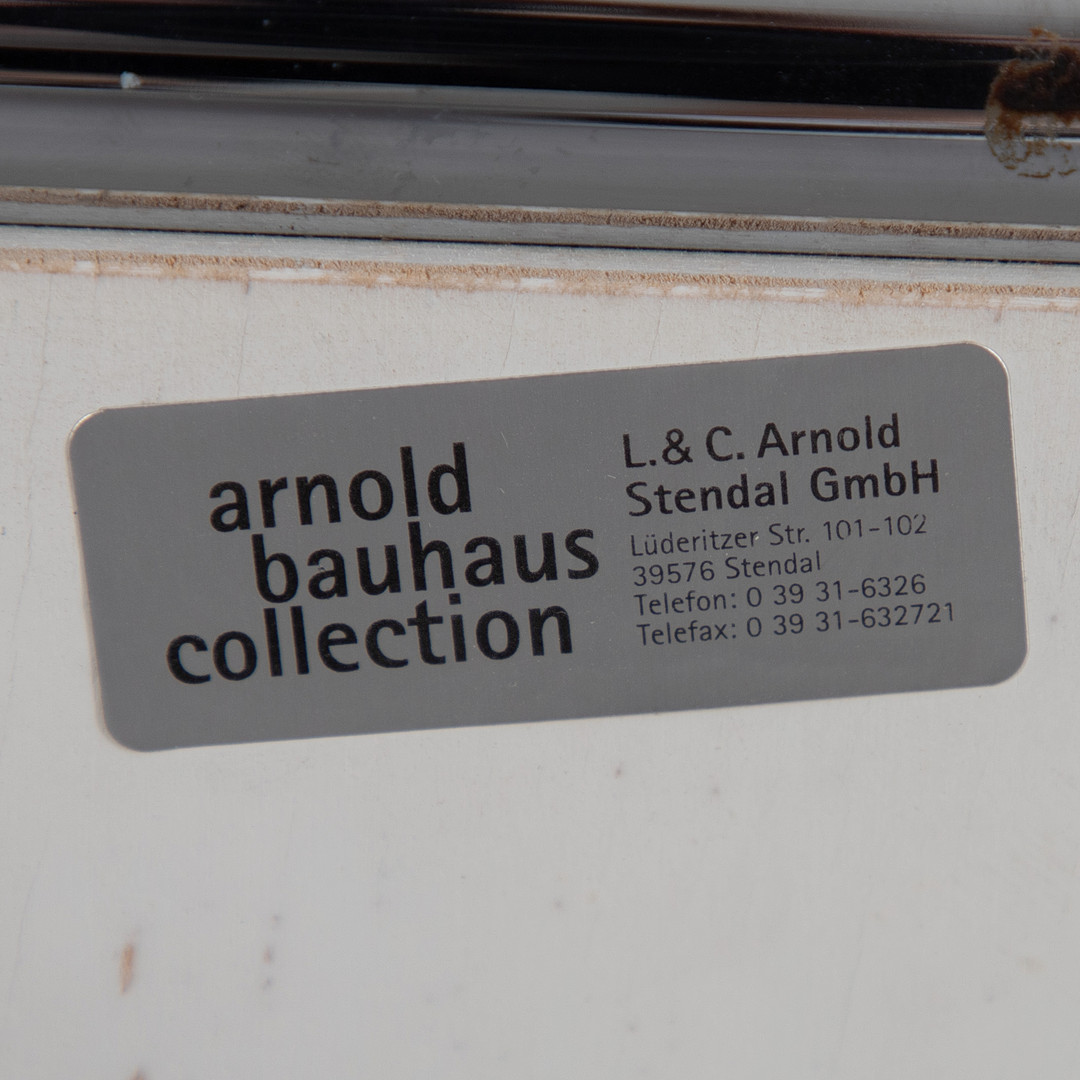 arnold
bauhaus
collection
L. & C. Arnold
Stendal GmbH
Lüderitzer Str. 101-102
39576 Stendal
Telefon: 0 39 31-6326
Telefax: 0 39 31-632721